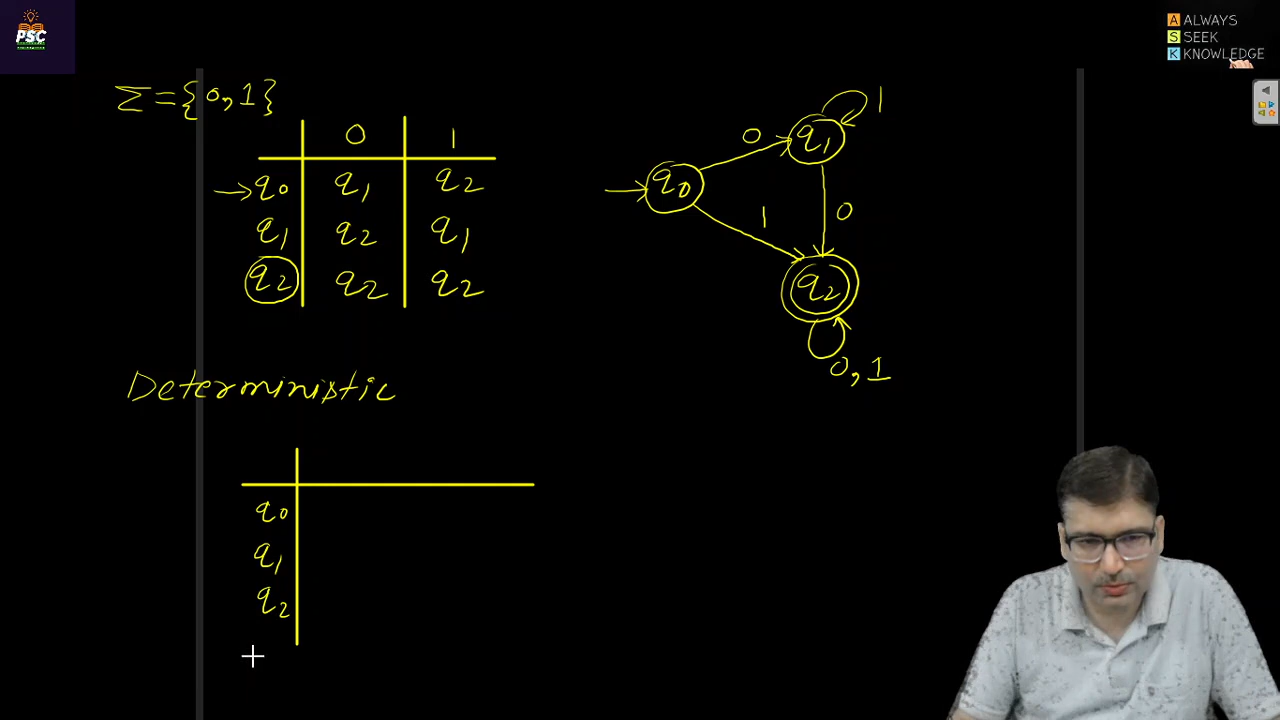 PSC
ALWAYS
SEEK
KNOWLEDGE
Σ={0,1}
0 1
→q0 q1 q2
q1 q2 q1
q2 q2 q2
q0
0
q1
1
1
0
q2
0,1
Deterministic
q0
q1
q2